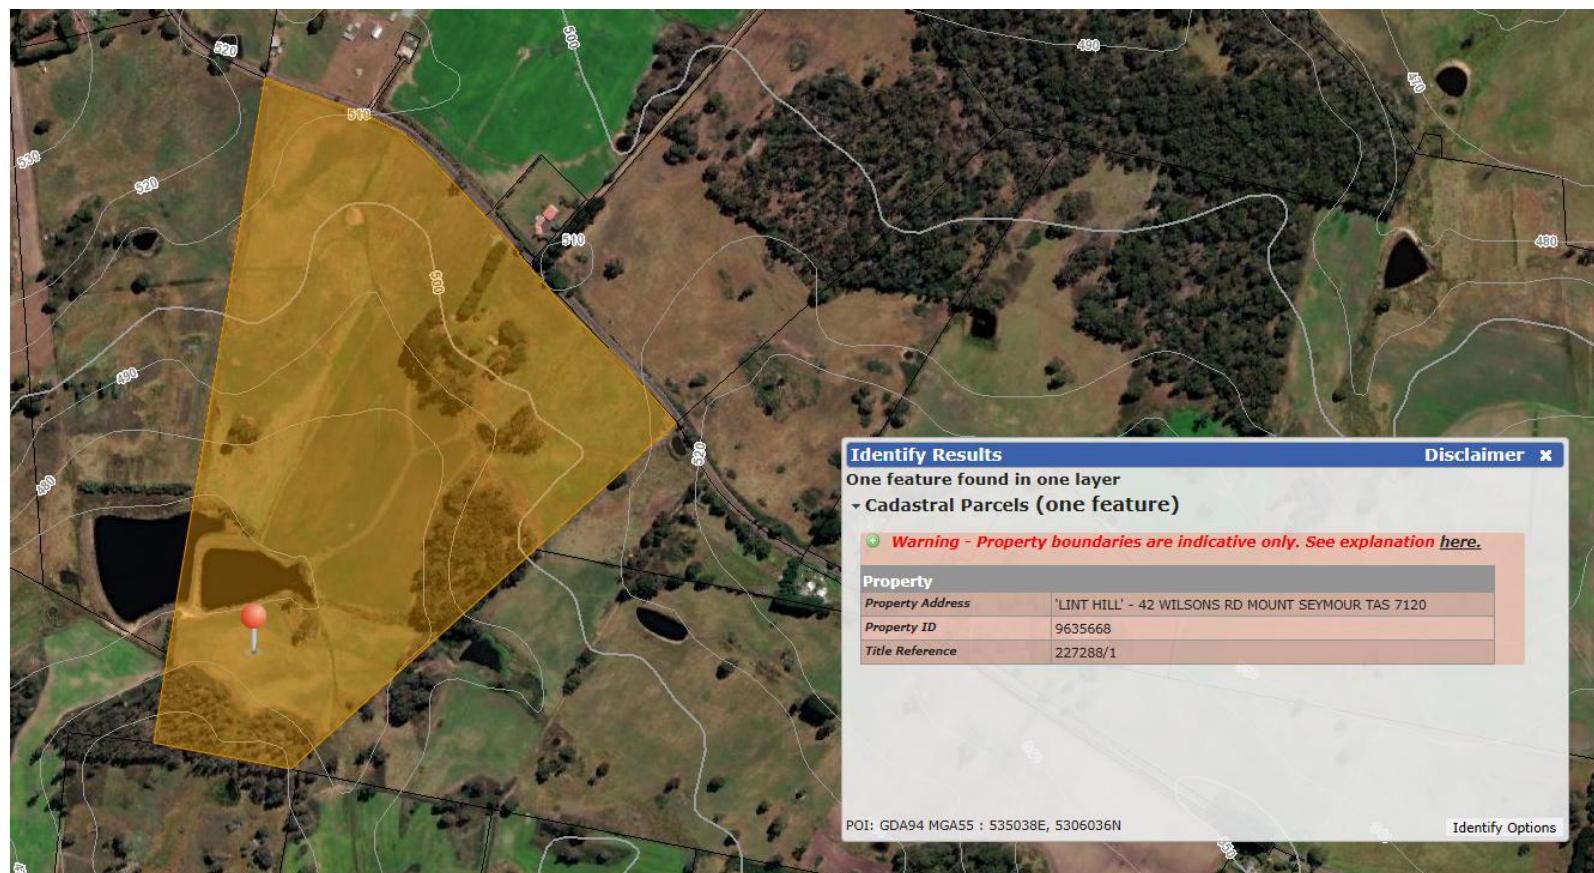 520
500
490
470
510
530
520
510
480
500
490
520
480
Identify Results Disclaimer x
One feature found in one layer
Cadastral Parcels (one feature)
Warning - Property boundaries are indicative only. See explanation here.
Property
Property Address 'LINT HILL' - 42 WILSONS RD MOUNT SEYMOUR TAS 7120
Property ID 9635668
Title Reference 227288/1
POI: GDA94 MGA55 : 535038E, 5306036N
Identify Options